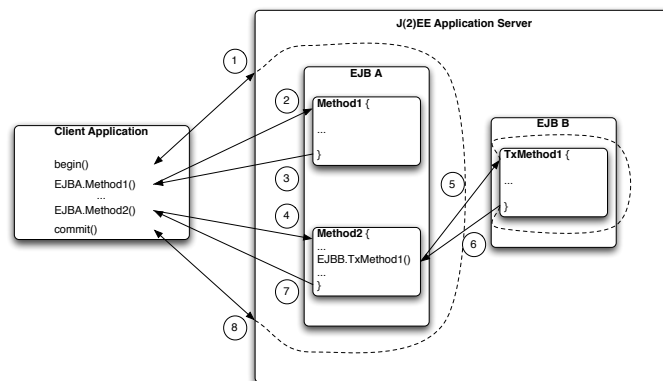 J(2)EE Application Server
1
EJB A
2
Method1 {
...
}
Client Application
begin()
EJBA.Method1()
...
EJBA.Method2()
commit()
3
4
Method2 {
...
EJBB.TxMethod1()
...
}
7
8
EJB B
TxMethod1 {
...
}
5
6